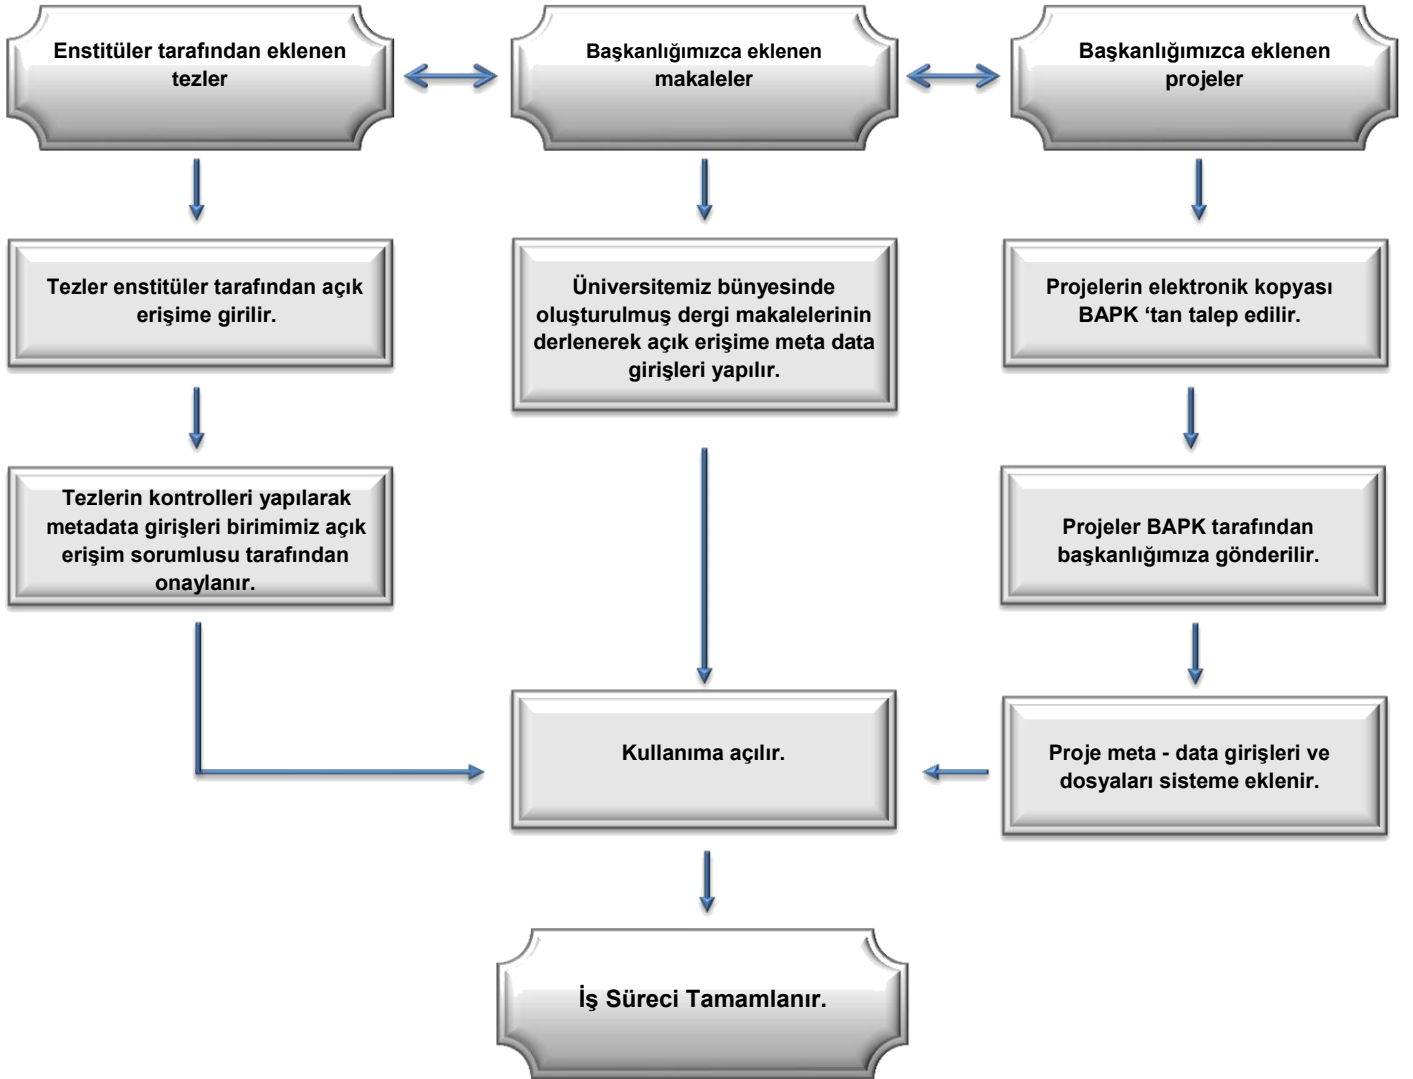 Enstitüler tarafından eklenen
tezler
Başkanlığımızca eklenen
makaleler
Başkanlığımızca eklenen
projeler
Tezler enstitüler tarafından açık
erişime girilir.
Üniversitemiz bünyesinde
oluşturulmuş dergi makalelerinin
derlenerek açık erişime meta data
girişleri yapılır.
Projelerin elektronik kopyası
BAPK ‘tan talep edilir.
Tezlerin kontrolleri yapılarak
metadata girişleri birimimiz açık
erişim sorumlusu tarafından
onaylanır.
Projeler BAPK tarafından
başkanlığımıza gönderilir.
Kullanıma açılır.
Proje meta - data girişleri ve
dosyaları sisteme eklenir.
İş Süreci Tamamlanır.